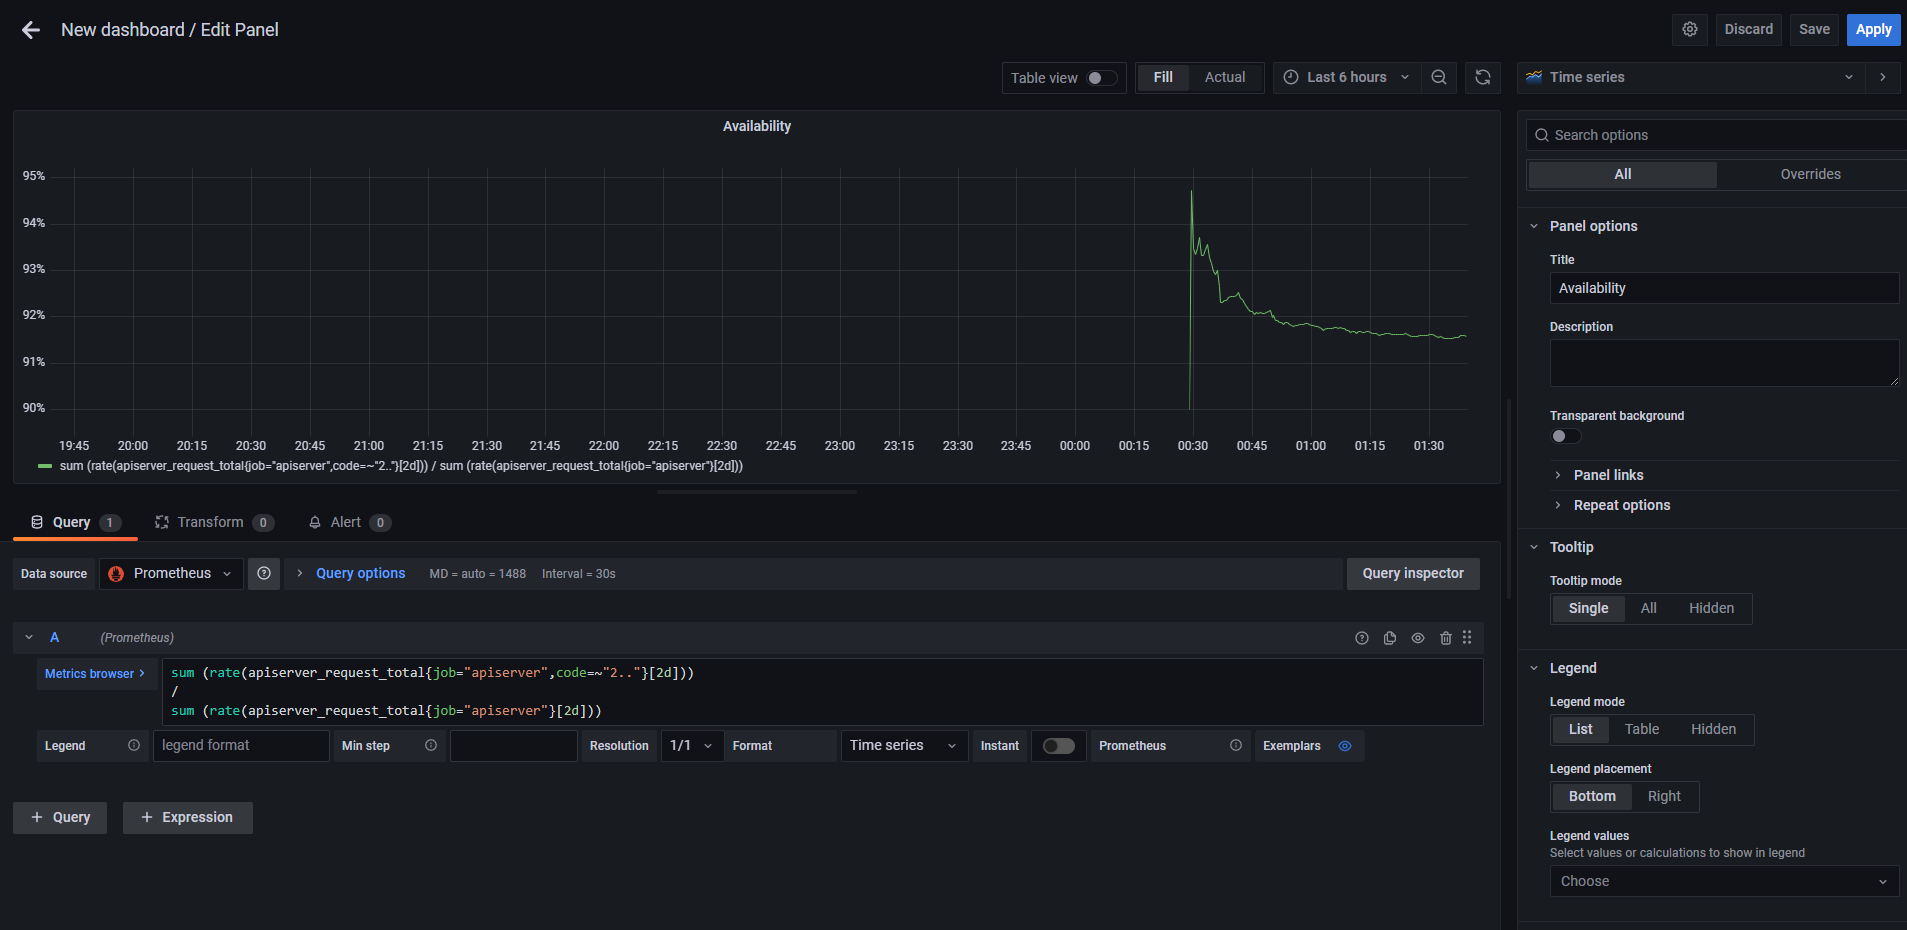 New dashboard / Edit Panel
Discard
Save
Apply
Table view
Fill
Actual
Last 6 hours
Time series
Availability
95%
94%
93%
92%
91%
90%
19:45 20:00 20:15 20:30 20:45 21:00 21:15 21:30 21:45 22:00 22:15 22:30 22:45 23:00 23:15 23:30 23:45 00:00 00:15 00:30 00:45 01:00 01:15 01:30
sum (rate(apiserver_request_total{job="apiserver",code=~"2.."}[2d])) / sum (rate(apiserver_request_total{job="apiserver"}[2d]))
Query 1
Transform 0
Alert 0
Data source
Prometheus
Query options
MD = auto = 1488
Interval = 30s
Query inspector
A
(Prometheus)
Metrics browser
sum (rate(apiserver_request_total{job="apiserver",code=~"2.."}[2d]))
/
sum (rate(apiserver_request_total{job="apiserver"}[2d]))
Legend
legend format
Min step
Resolution
1/1
Format
Time series
Instant
Prometheus
Exemplars
+ Query
+ Expression
Search options
All
Overrides
Panel options
Title
Availability
Description
Transparent background
Panel links
Repeat options
Tooltip
Tooltip mode
Single
All
Hidden
Legend
Legend mode
List
Table
Hidden
Legend placement
Bottom
Right
Legend values
Select values or calculations to show in legend
Choose